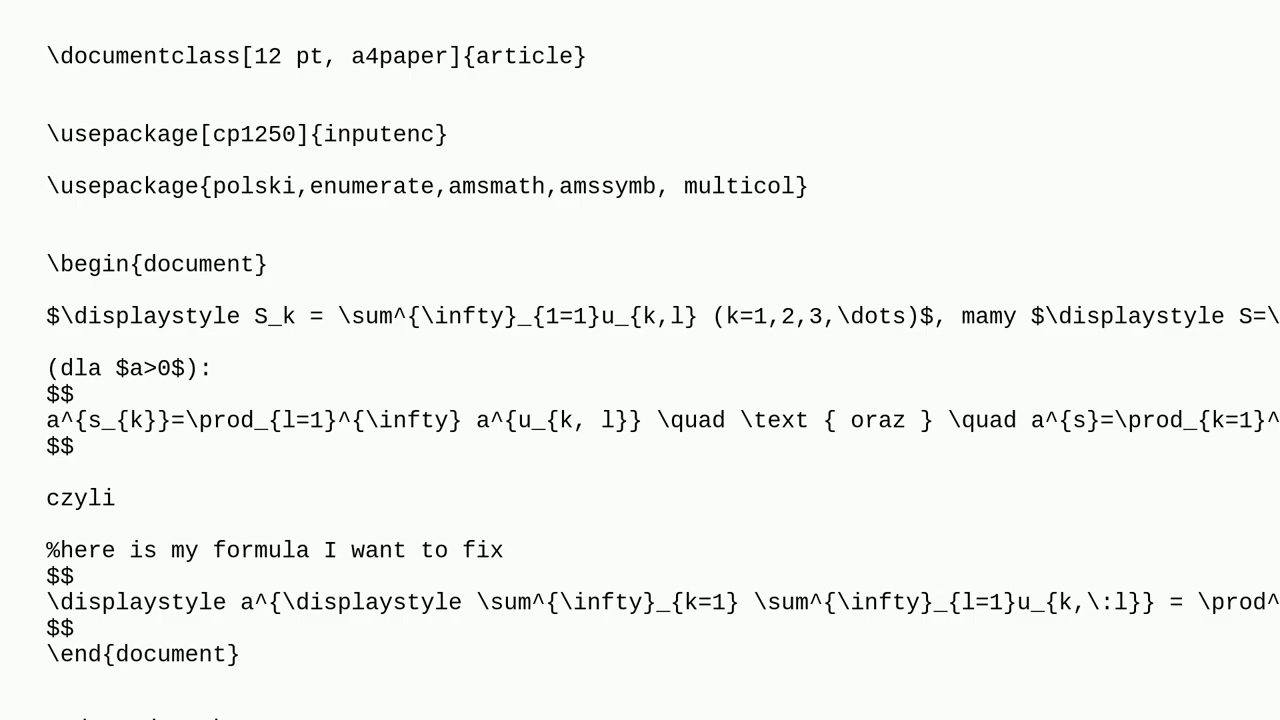 \documentclass[12 pt, a4paper]{article}
\usepackage[cp1250]{inputenc}
\usepackage{polski,enumerate,amsmath,amssymb, multicol}
\begin{document}
$\displaystyle S_k = \sum^{\infty}_{1=1}u_{k,l} (k=1,2,3,\dots)$, mamy $\displaystyle S=\
(dla $a>0$):
$$
a^{s_{k}}=\prod_{l=1}^{\infty} a^{u_{k, l}} \quad \text { oraz } \quad a^{s}=\prod_{k=1}^
$$
czyli
%here is my formula I want to fix
$$
\displaystyle a^{\displaystyle \sum^{\infty}_{k=1} \sum^{\infty}_{l=1}u_{k,\:l}} = \prod^
$$
\end{document}